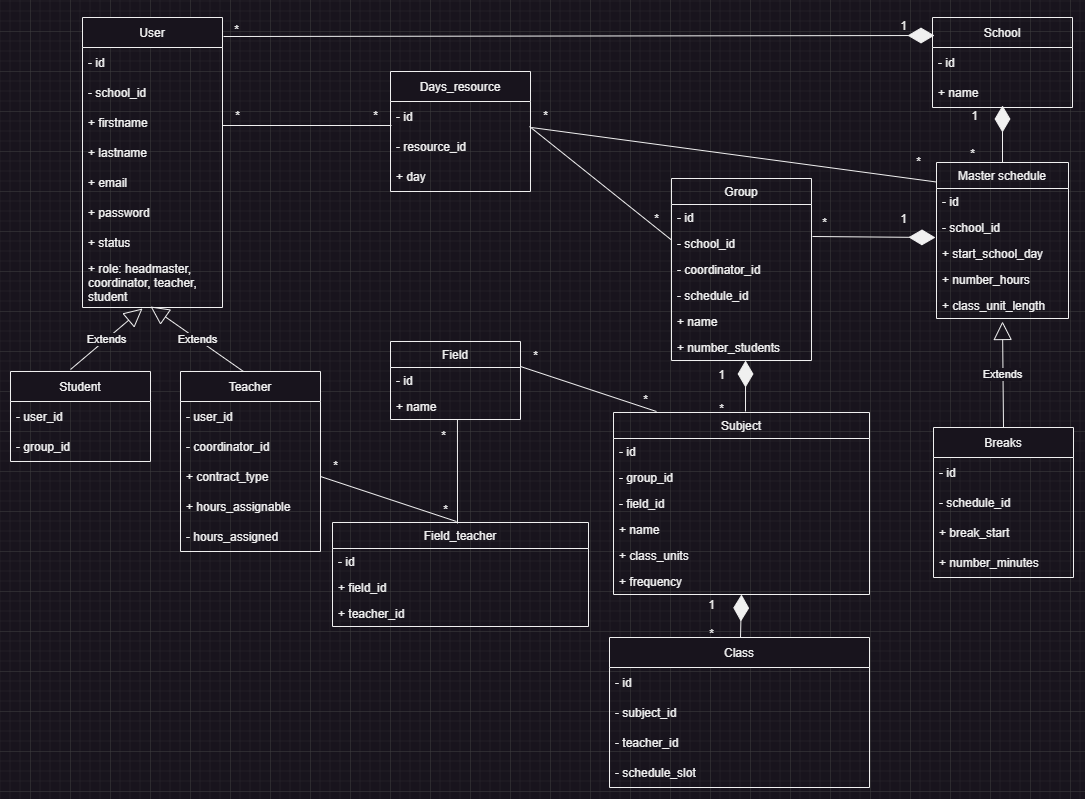 User
- id
- school_id
+ firstname
+ lastname
+ email
+ password
+ status
+ role: headmaster,
coordinator, teacher,
student
*
1
School
- id
+ name
*
*
Days_resource
- id
- resource_id
+ day
*
*
*
1
*
Master schedule
- id
- school_id
+ start_school_day
+ number_hours
+ class_unit_length
Group
- id
- school_id
- coordinator_id
- schedule_id
+ name
+ number_students
*
1
Extends
Extends
Extends
Student
- user_id
- group_id
Teacher
- user_id
- coordinator_id
+ contract_type
+ hours_assignable
- hours_assigned
*
Field
- id
+ name
*
*
*
*
Field_teacher
- id
+ field_id
+ teacher_id
1
*
Subject
- id
- group_id
- field_id
+ name
+ class_units
+ frequency
Breaks
- id
- schedule_id
+ break_start
+ number_minutes
1
*
Class
- id
- subject_id
- teacher_id
- schedule_slot